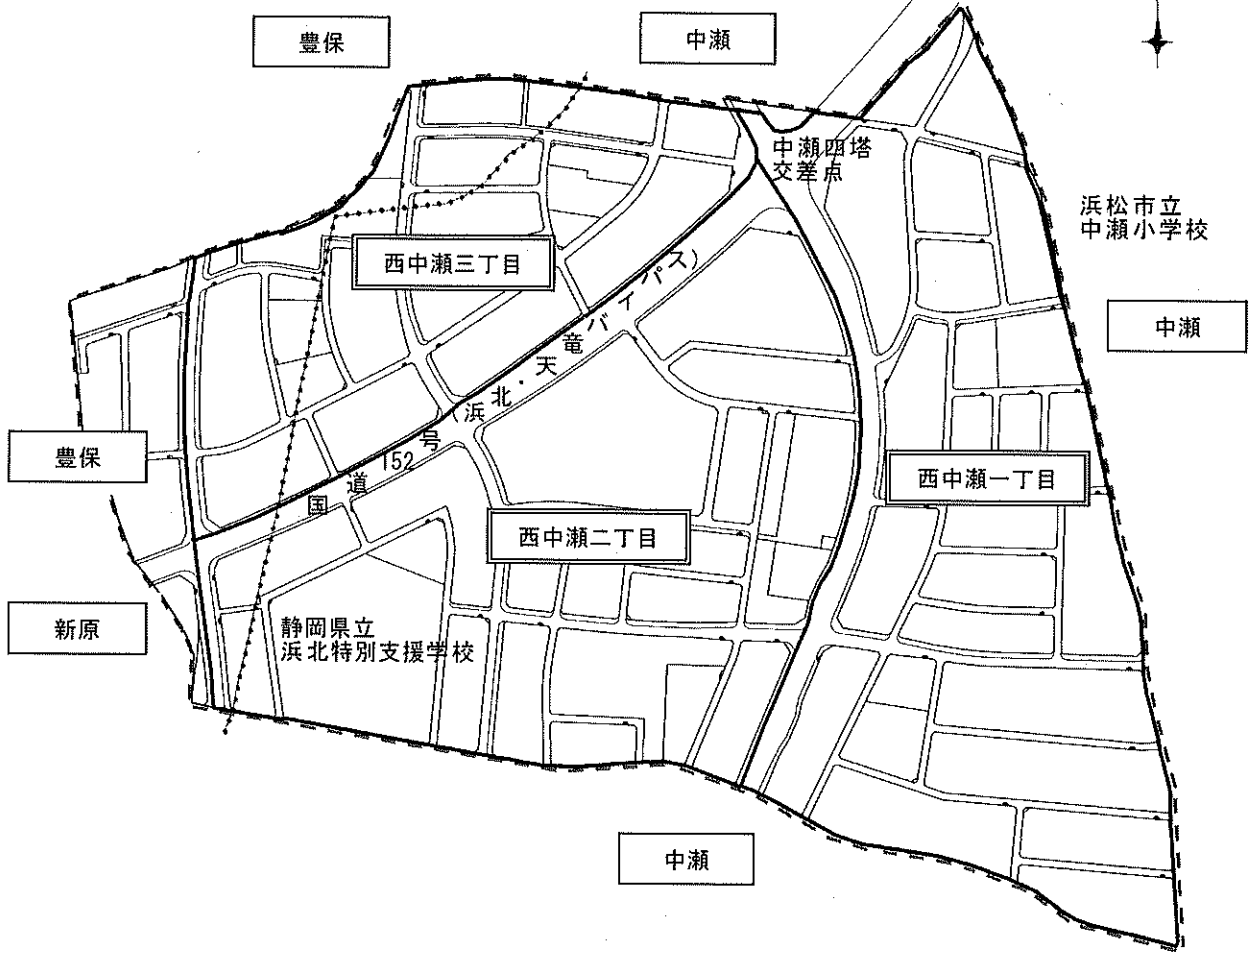 豊保
中瀬
中瀬四塔
交差点
浜松市立
中瀬小学校
西中瀬三丁目
中瀬
国道152号(浜北・天竜バイパス)
豊保
西中瀬一丁目
西中瀬二丁目
新原
静岡県立
浜北特別支援学校
中瀬